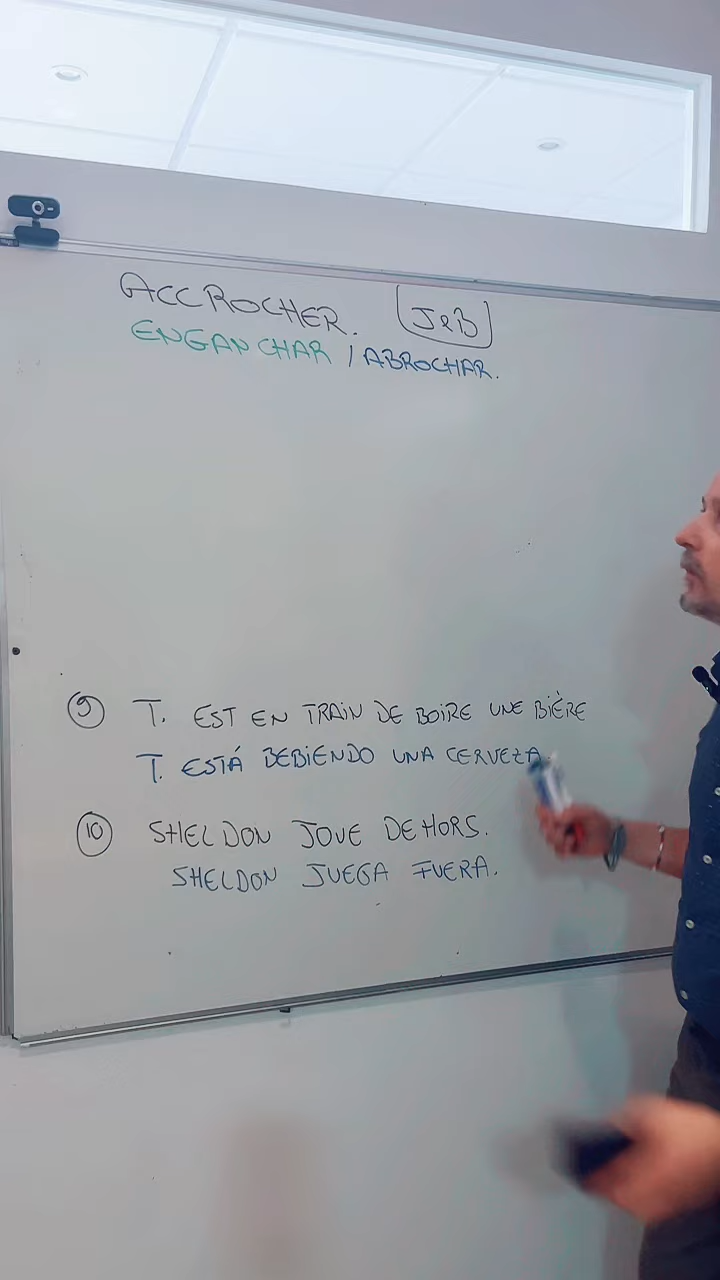 ACCROCHER. (J&B)
ENGANCHAR / ABROCHAR.
9 T. EST EN TRAIN DE BOIRE UNE BIÈRE
T. ESTÁ BEBIENDO UNA CERVEZA.
10 SHELDON JOUE DEHORS.
SHELDON JUEGA FUERA.